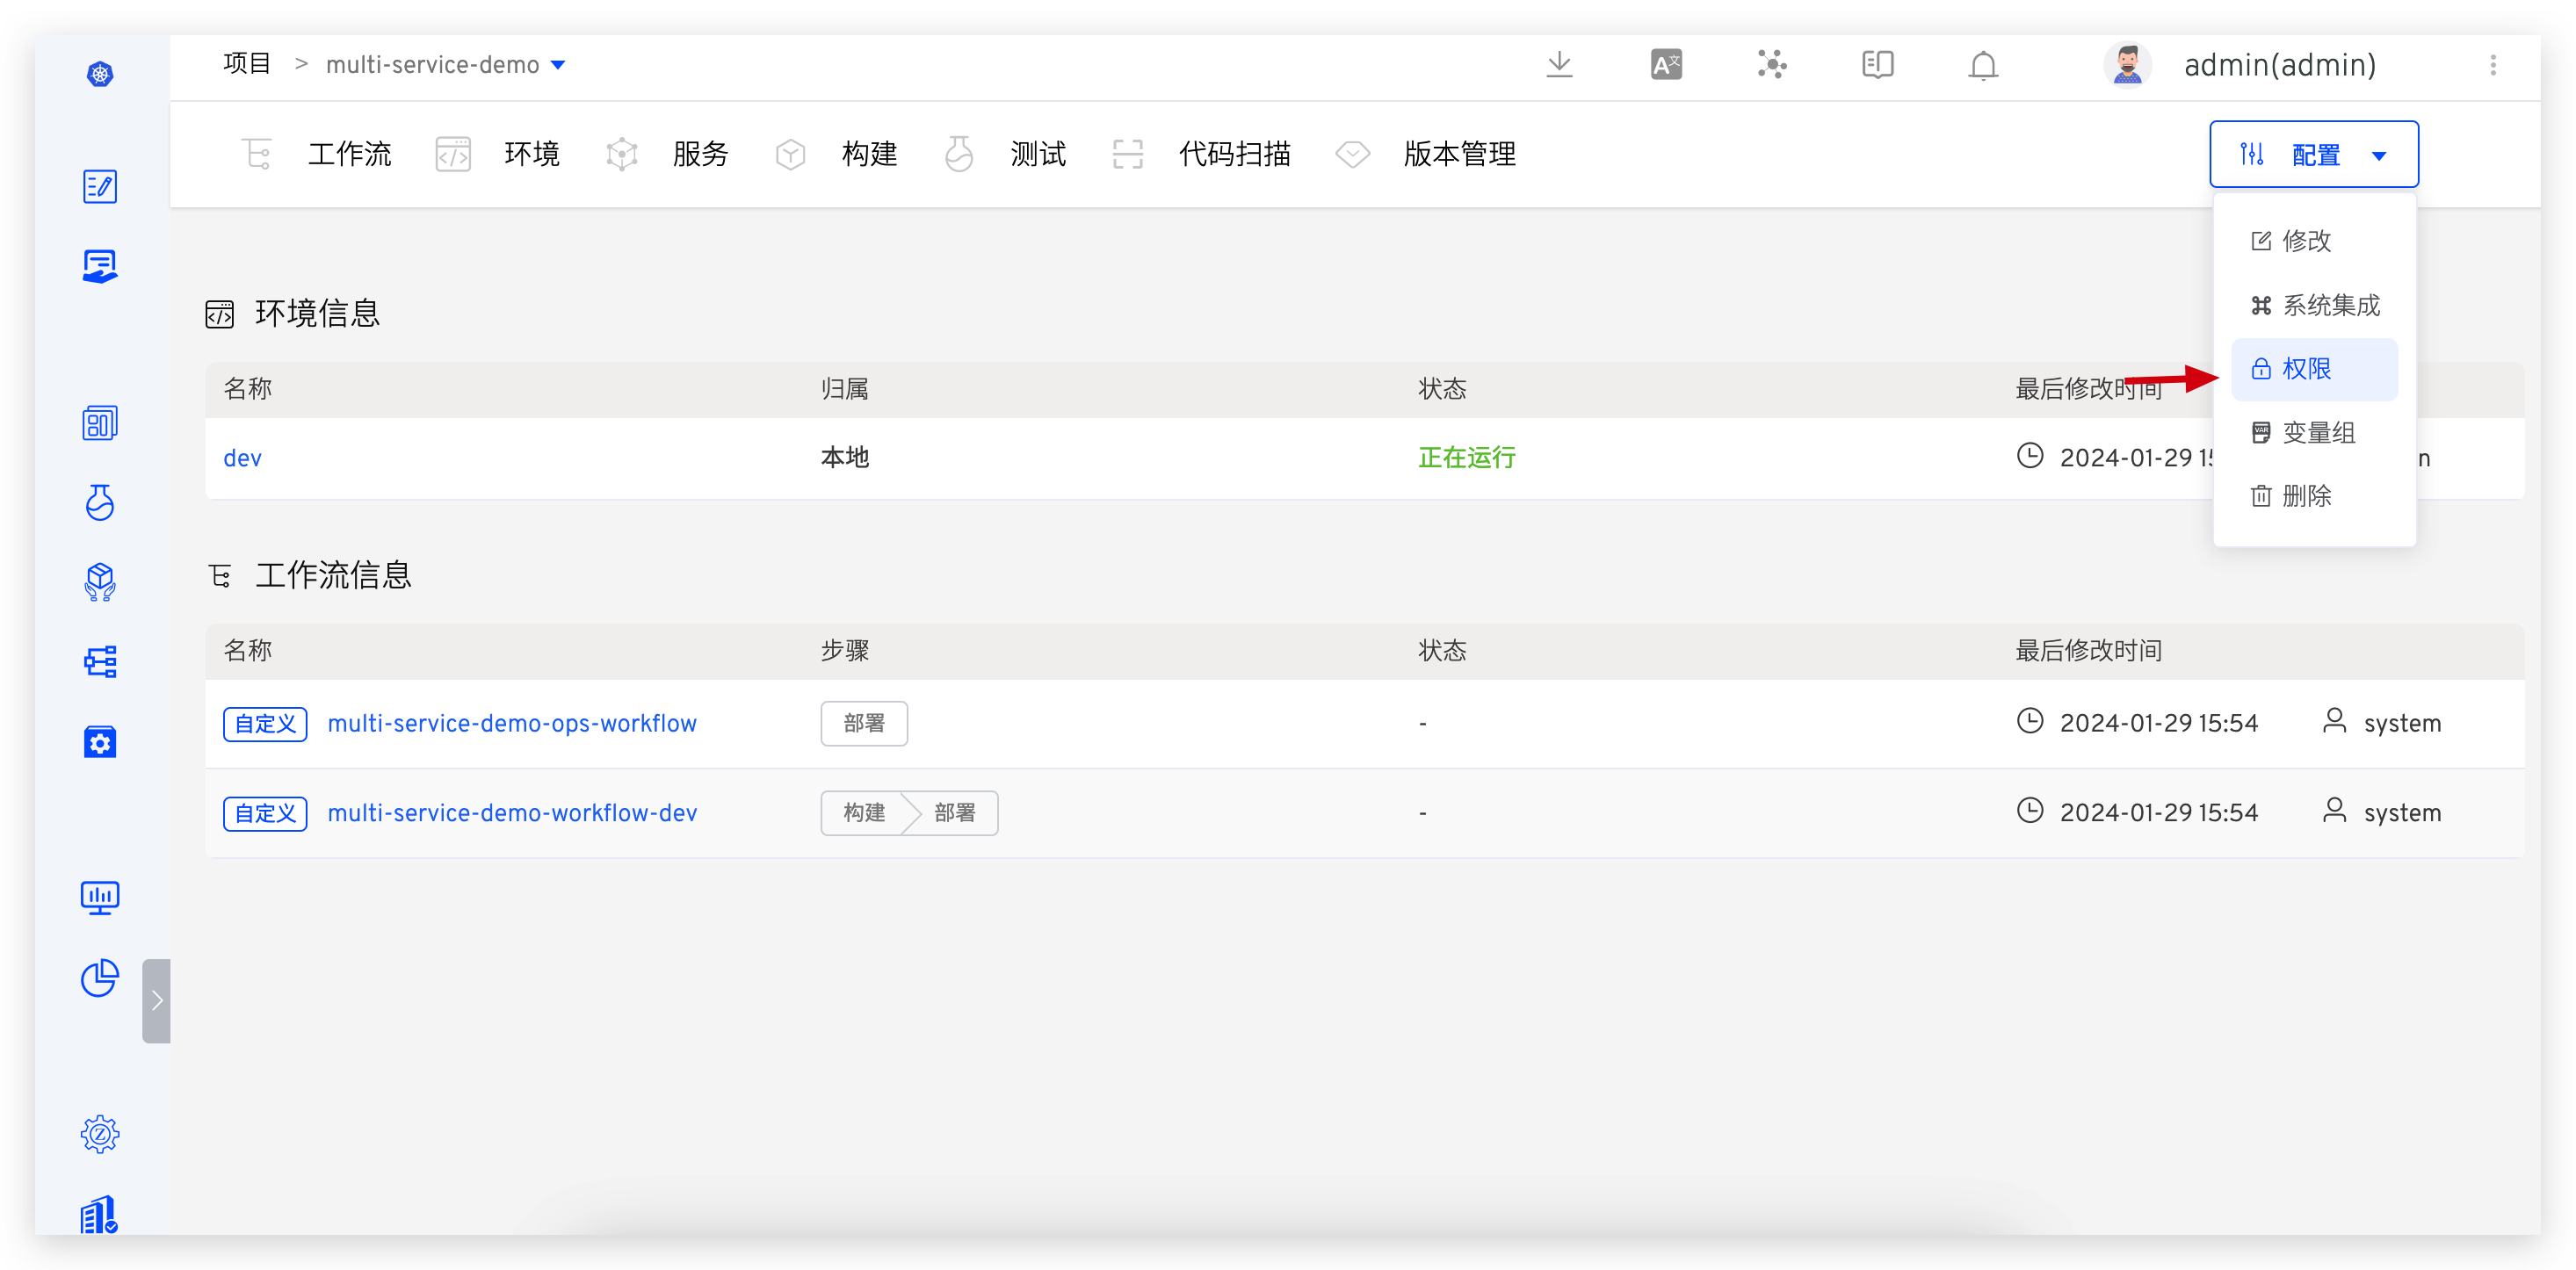 项目 > multi-service-demo
admin(admin)
工作流 环境 服务 构建 测试 代码扫描 版本管理
配置
修改
系统集成
权限
变量组
删除
环境信息
名称 归属 状态 最后修改时间
dev 本地 正在运行 2024-01-29
工作流信息
名称 步骤 状态 最后修改时间
自定义 multi-service-demo-ops-workflow 部署 - 2024-01-29 15:54 system
自定义 multi-service-demo-workflow-dev 构建 部署 - 2024-01-29 15:54 system